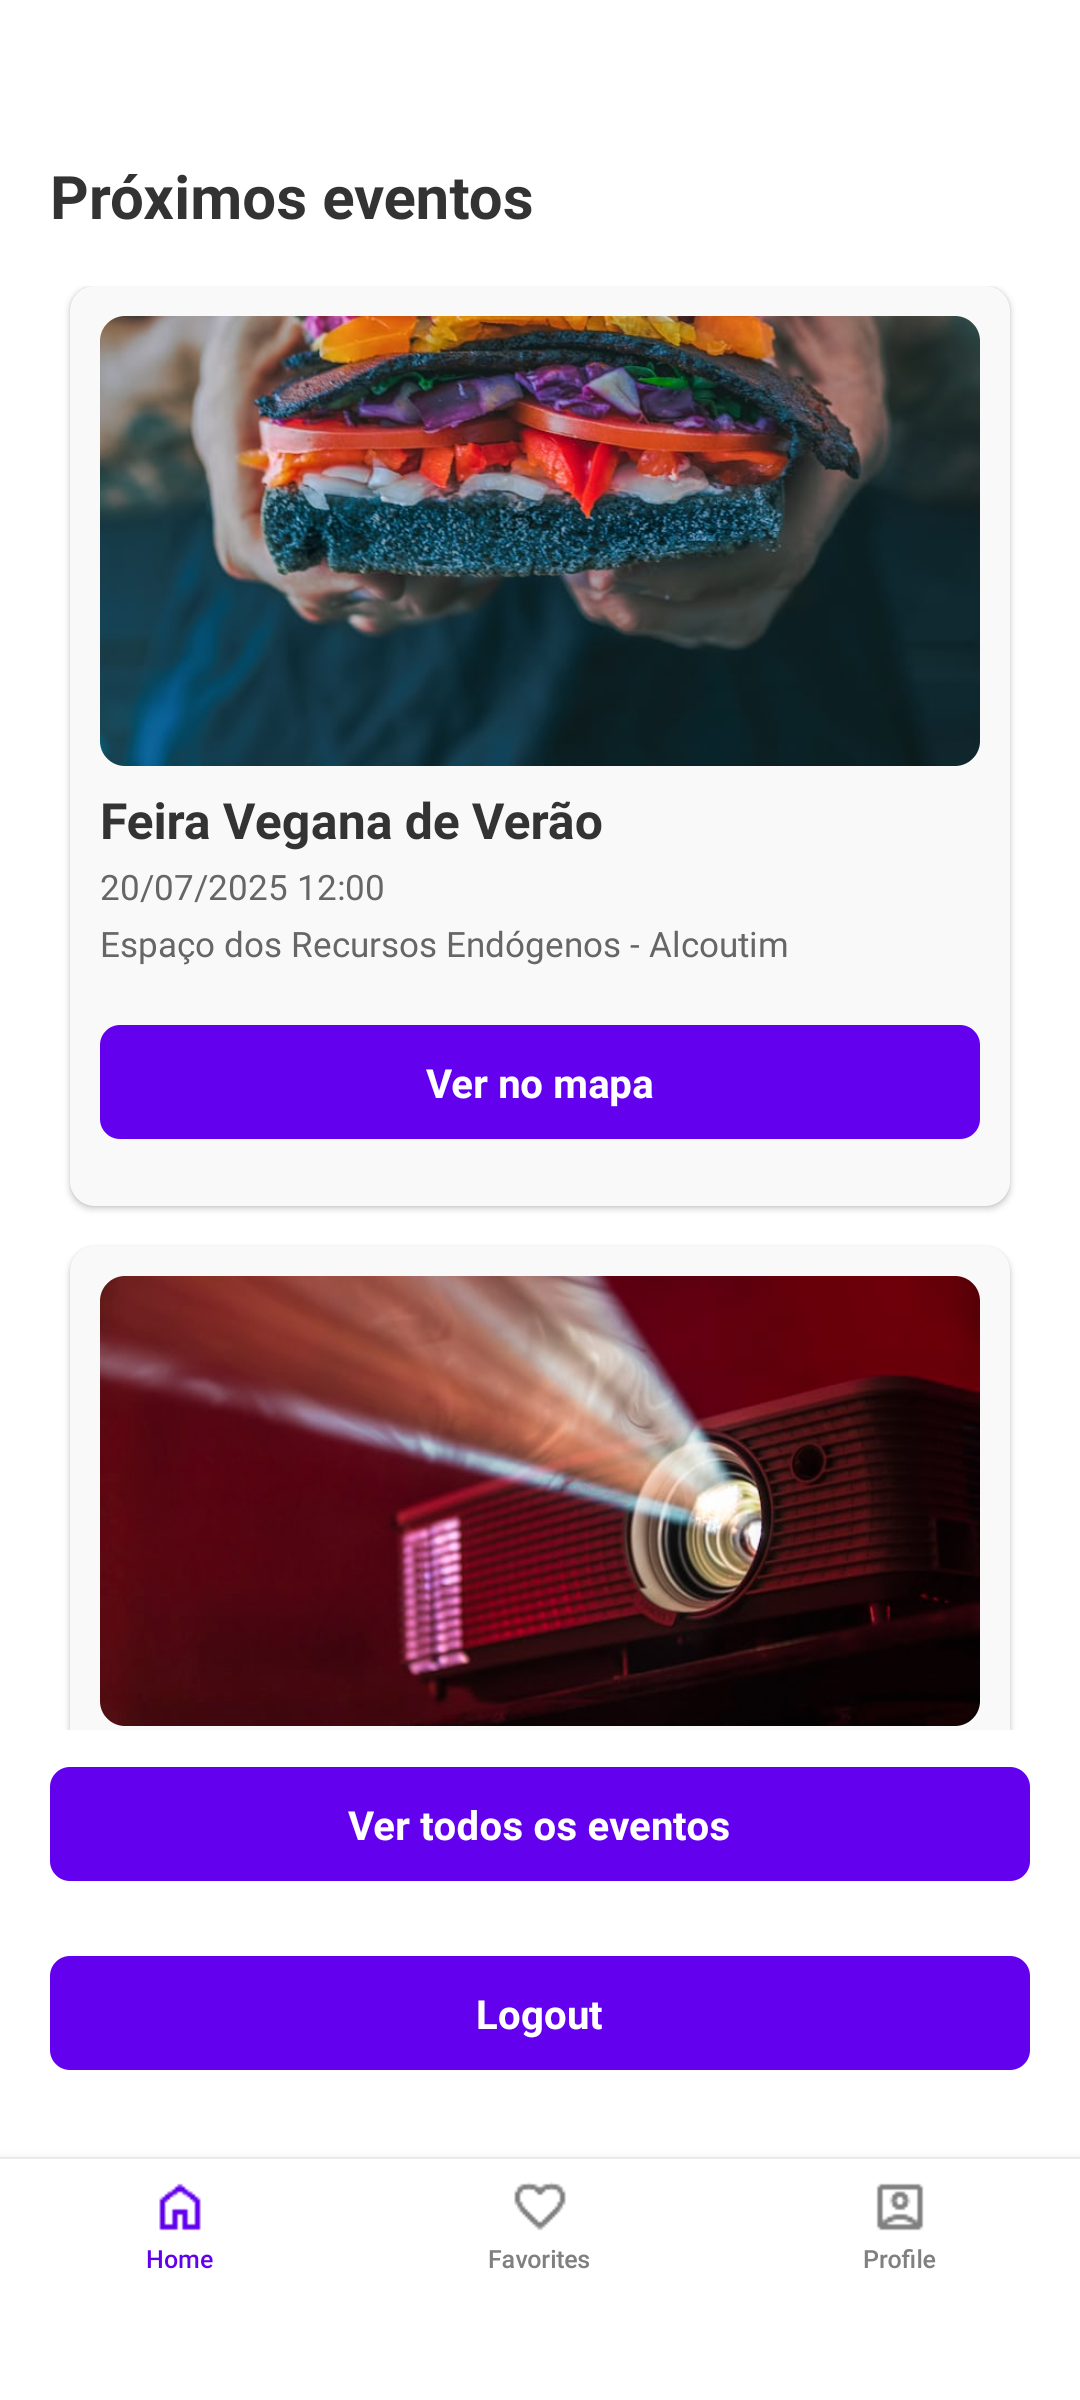 Próximos eventos
Feira Vegana de Verão
20/07/2025 12:00
Espaço dos Recursos Endógenos - Alcoutim
Ver no mapa
Ver todos os eventos
Logout
Home
Favorites
Profile